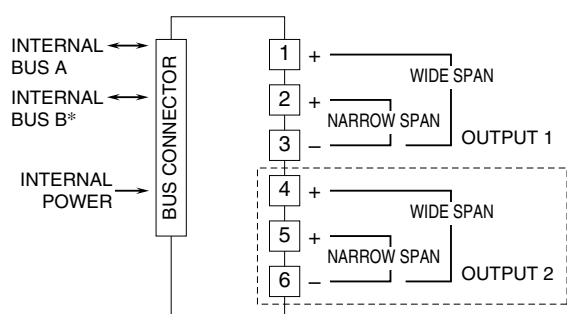 INTERNAL
BUS A
INTERNAL
BUS B*
INTERNAL
POWER
BUS CONNECTOR
1 +
WIDE SPAN
2 +
NARROW SPAN
3 –
OUTPUT 1
4 +
WIDE SPAN
5 +
NARROW SPAN
6 –
OUTPUT 2